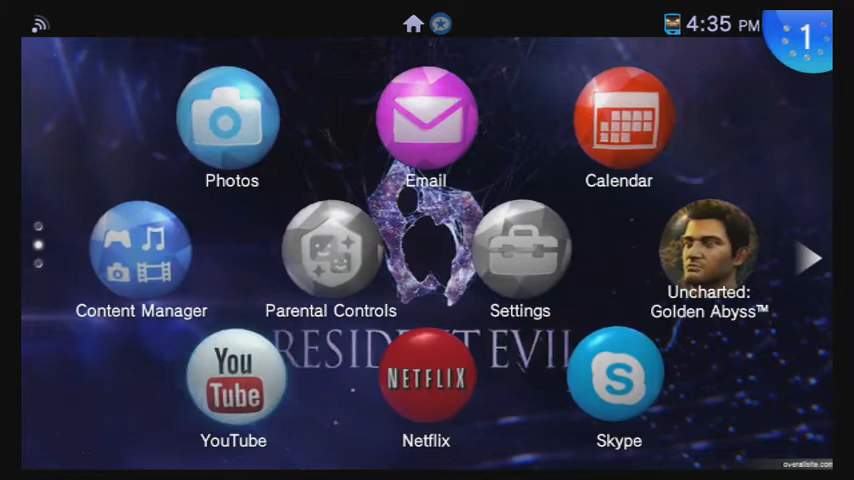 4:35 PM
1
Photos
Email
Calendar
Content Manager
Parental Controls
Settings
Uncharted:
Golden Abyss™
RESIDENT EVIL
You
Tube
NETFLIX
S
YouTube
Netflix
Skype
overallsite.com